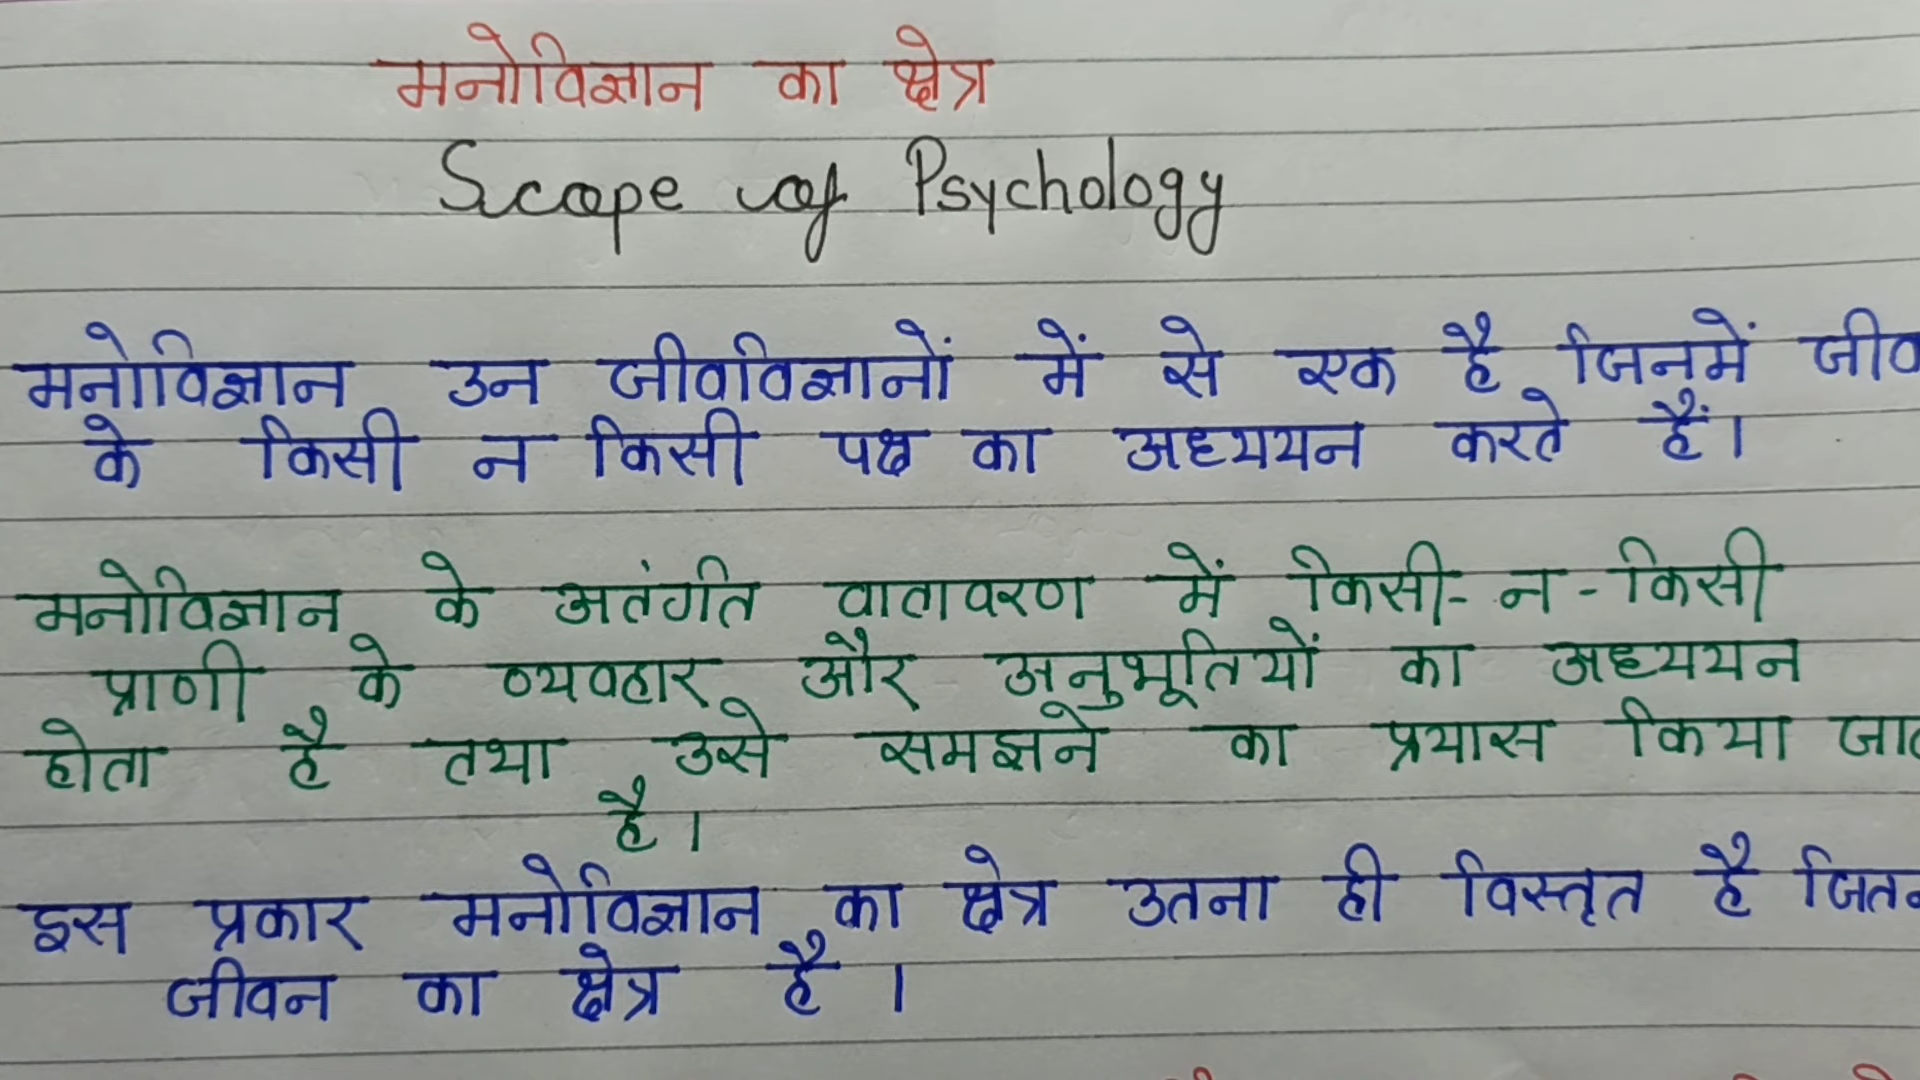 मनोविज्ञान का क्षेत्र
Scope of Psychology
मनोविज्ञान उन जीवविज्ञानों में से एक है जिनमें जीव
के किसी न किसी पक्ष का अध्ययन करते हैं।
मनोविज्ञान के अतंर्गत वातावरण में किसी-न-किसी
प्राणी के व्यवहार और अनुभूतियों का अध्ययन
होता है तथा उसे समझने का प्रयास किया जात
है।
इस प्रकार मनोविज्ञान का क्षेत्र उतना ही विस्तृत है जितन
जीवन का क्षेत्र है ।